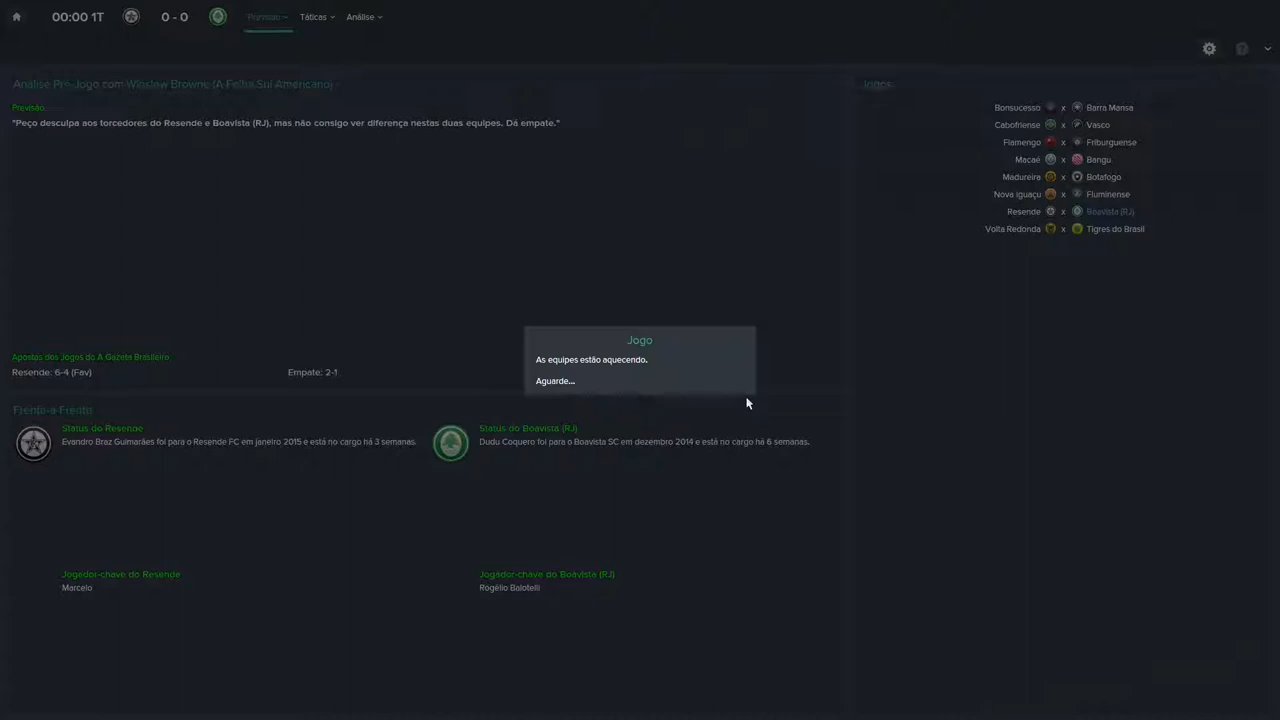 00:00 1T
0 - 0
Previsão
Táticas
Análise
Análise Pré-Jogo com Winslow Browne (A Folha Sul Americano)
Previsão:
"Peço desculpa aos torcedores do Resende e Boavista (RJ), mas não consigo ver diferença nestas duas equipes. Dá empate."
Apostas dos Jogos do A Gazeta Brasileiro
Resende: 6-4 (Fav) Empate: 2-1
Jogo
As equipes estão aquecendo.
Aguarde...
Frente-a-Frente
Status do Resende
Evandro Braz Guimarães foi para o Resende FC em janeiro 2015 e está no cargo há 3 semanas.
Jogador-chave do Resende
Marcelo
Status do Boavista (RJ)
Dudu Coquero foi para o Boavista SC em dezembro 2014 e está no cargo há 6 semanas.
Jogador-chave do Boavista (RJ)
Rogélio Balotelli
Jogos
Bonsucesso x Barra Mansa
Cabofriense x Vasco
Flamengo x Friburguense
Macaé x Bangu
Madureira x Botafogo
Nova Iguaçu x Fluminense
Resende x Boavista (RJ)
Volta Redonda x Tigres do Brasil